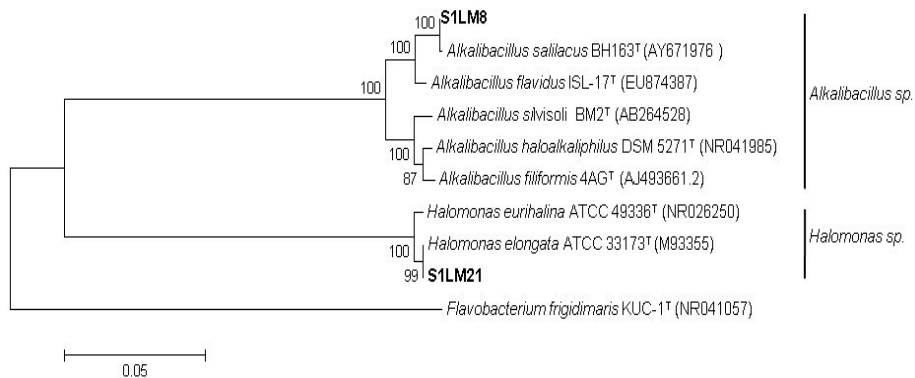 100
S1LM8
100
Alkalibacillus salilacus BH163ᵀ (AY671976 )
100
Alkalibacillus flavidus ISL-17ᵀ (EU874387)
Alkalibacillus silvisoli BM2ᵀ (AB264528)
100
Alkalibacillus haloalkaliphilus DSM 5271ᵀ (NR041985)
87
Alkalibacillus filiformis 4AGᵀ (AJ493661.2)
Alkalibacillus sp.
Halomonas eurihalina ATCC 49336ᵀ (NR026250)
100
Halomonas elongata ATCC 33173ᵀ (M93355)
99
S1LM21
Halomonas sp.
Flavobacterium frigidimaris KUC-1ᵀ (NR041057)
0.05